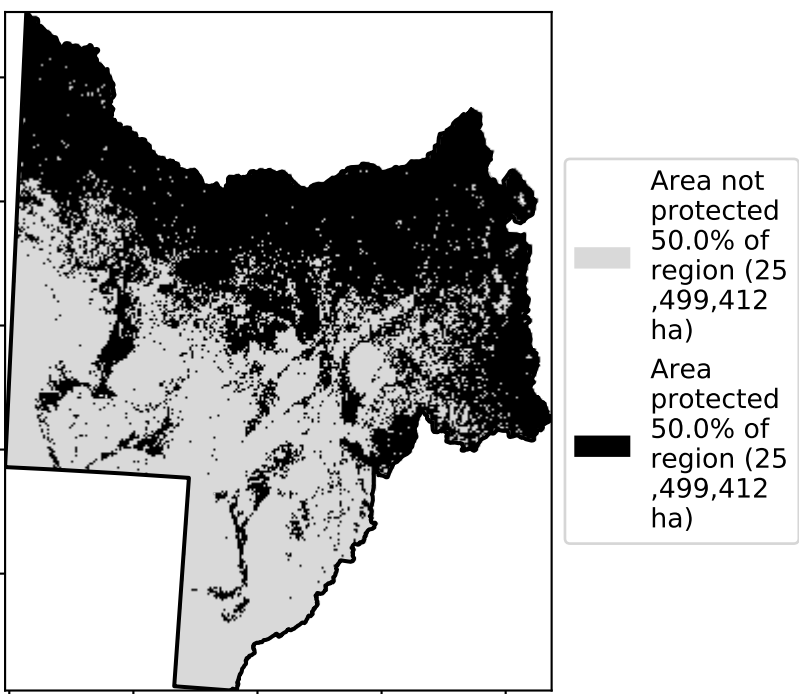 Area not
protected
50.0% of
region (25
,499,412
ha)
Area
protected
50.0% of
region (25
,499,412
ha)